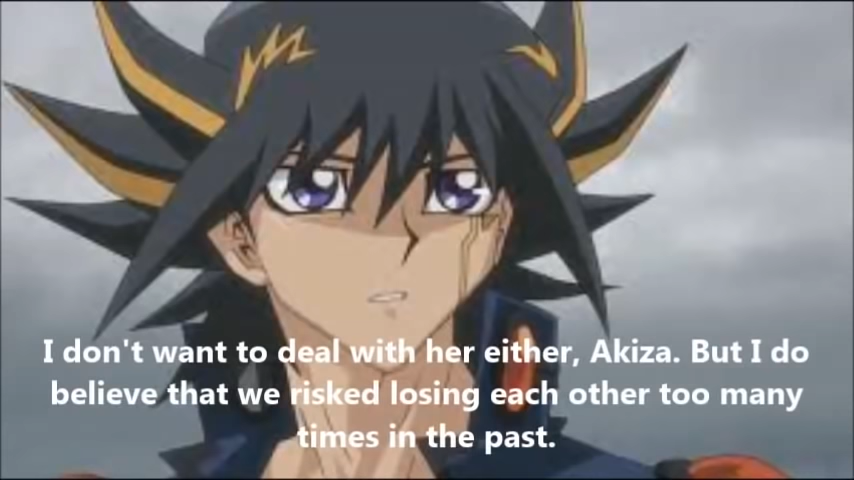 I don't want to deal with her either, Akiza. But I do
believe that we risked losing each other too many
times in the past.